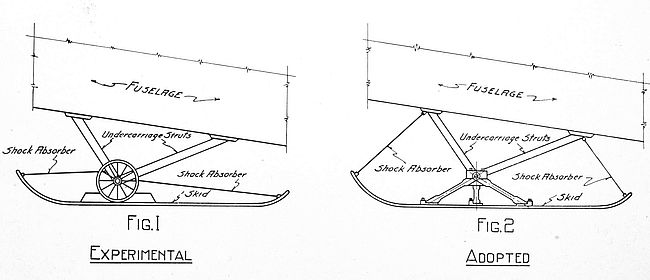 FUSELAGE
Undercarriage Struts
Shock Absorber
Shock Absorber
Skid
FIG.1
EXPERIMENTAL
FUSELAGE
Undercarriage Struts
Shock Absorber
Shock Absorber
Skid
FIG.2
ADOPTED